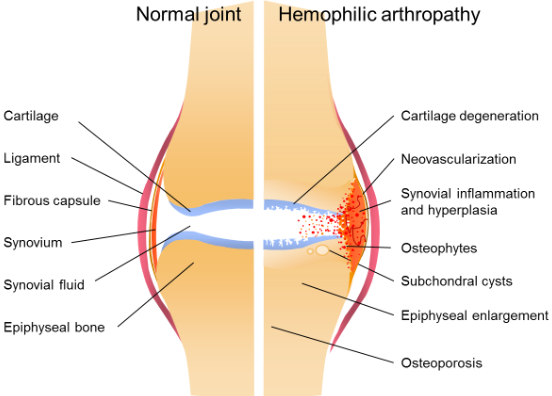 Normal joint
Hemophilic arthropathy
Cartilage
Ligament
Fibrous capsule
Synovium
Synovial fluid
Epiphyseal bone
Cartilage degeneration
Neovascularization
Synovial inflammation
and hyperplasia
Osteophytes
Subchondral cysts
Epiphyseal enlargement
Osteoporosis